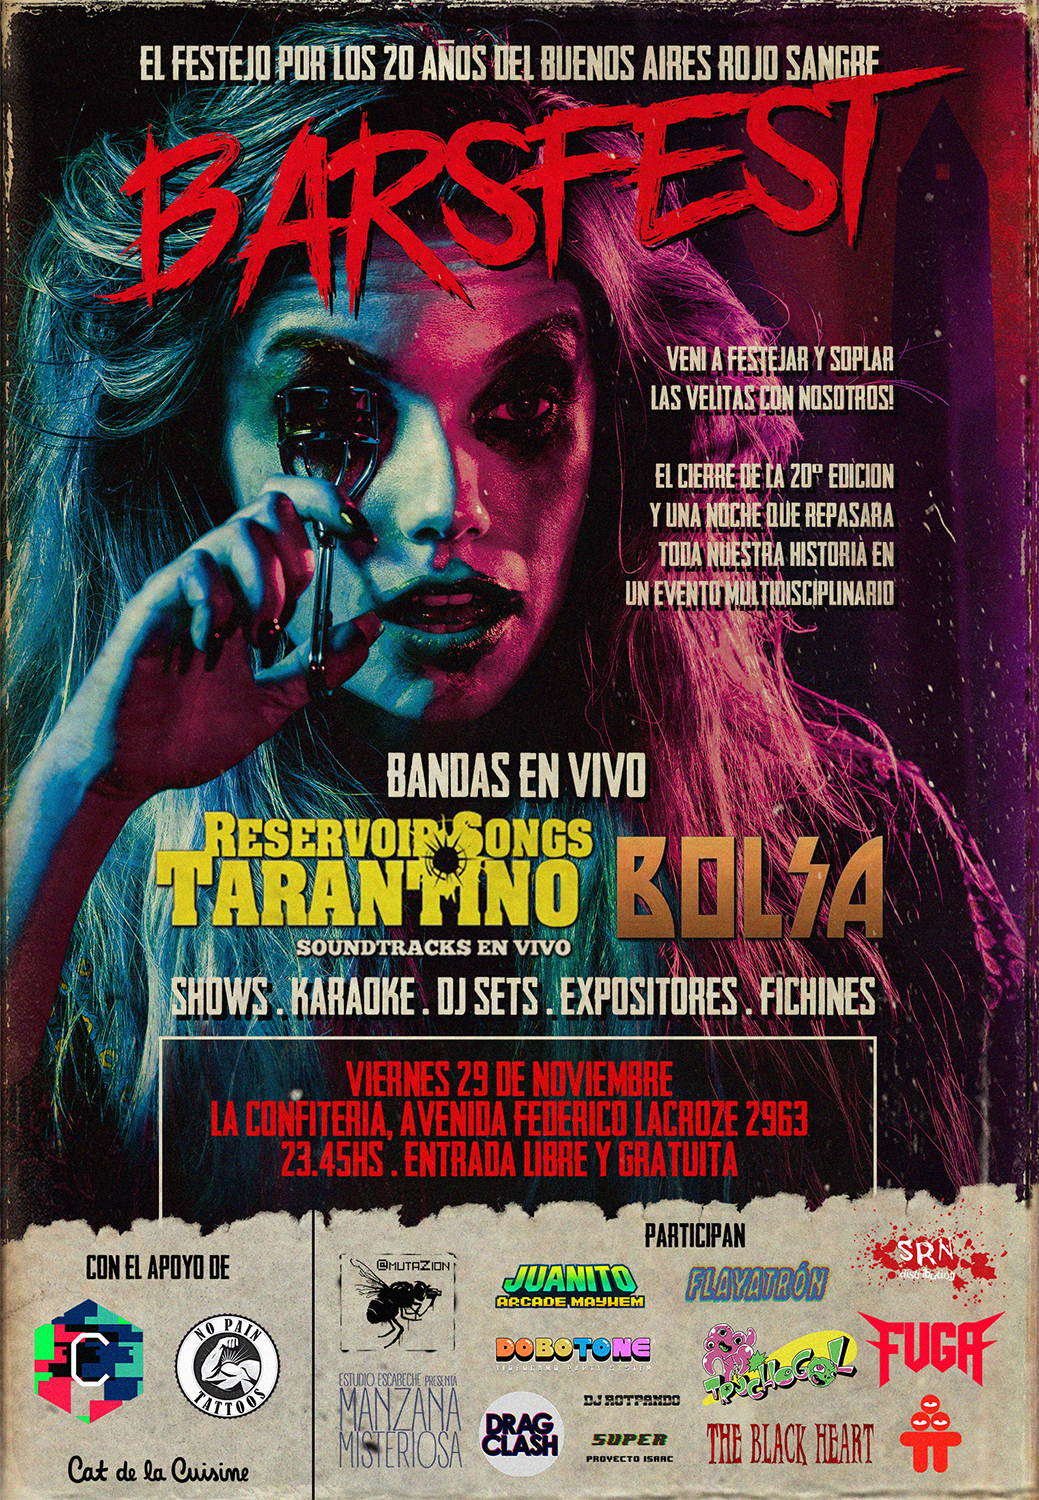 EL FESTEJO POR LOS 20 AÑOS DEL BUENOS AIRES ROJO SANGRE
BARSFEST
VENI A FESTEJAR Y SOPLAR
LAS VELITAS CON NOSOTROS!
EL CIERRE DE LA 20º EDICION
Y UNA NOCHE QUE REPASARA
TODA NUESTRA HISTORIA EN
UN EVENTO MULTIDISCIPLINARIO
BANDAS EN VIVO
RESERVOIR SONGS
TARANTINO
SOUNDTRACKS EN VIVO
BOLSA
SHOWS . KARAOKE . DJ SETS . EXPOSITORES . FICHINES
VIERNES 29 DE NOVIEMBRE
LA CONFITERIA, AVENIDA FEDERICO LACROZE 2963
23.45HS . ENTRADA LIBRE Y GRATUITA
CON EL APOYO DE
C
NO PAIN
TATTOOS
Cat de la Cuisine
PARTICIPAN
@MUTAZION
JUANITO
ARCADE MAYHEM
FLAYATRÓN
SRN
distribution
DOBOTONE
TRUCHOGOL
FUGA
ESTUDIO ESCABECHE PRESENTA
MANZANA
MISTERIOSA
DRAG
CLASH
DJ ROTPANDO
SUPER
PROYECTO ISAAC
THE BLACK HEART